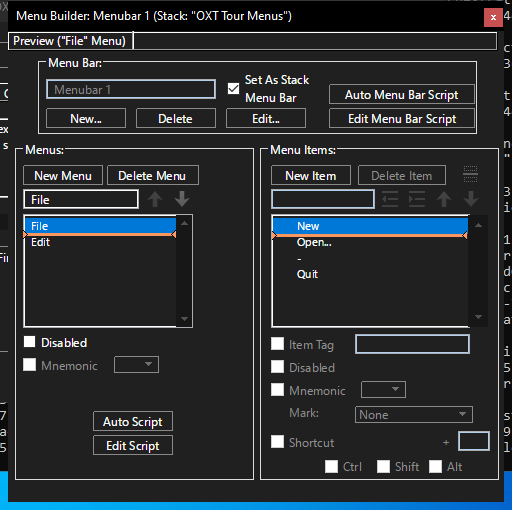 Menu Builder: Menubar 1 (Stack: "OXT Tour Menus")
x
Preview ("File" Menu)
Menu Bar:
Menubar 1
Set As Stack
Menu Bar
Auto Menu Bar Script
New...
Delete
Edit...
Edit Menu Bar Script
Menus:
New Menu
Delete Menu
File
File
Edit
Disabled
Mnemonic
Auto Script
Edit Script
Menu Items:
New Item
Delete Item
New
Open...
-
Quit
Item Tag
Disabled
Mnemonic
Mark:
None
Shortcut
+
Ctrl
Shift
Alt